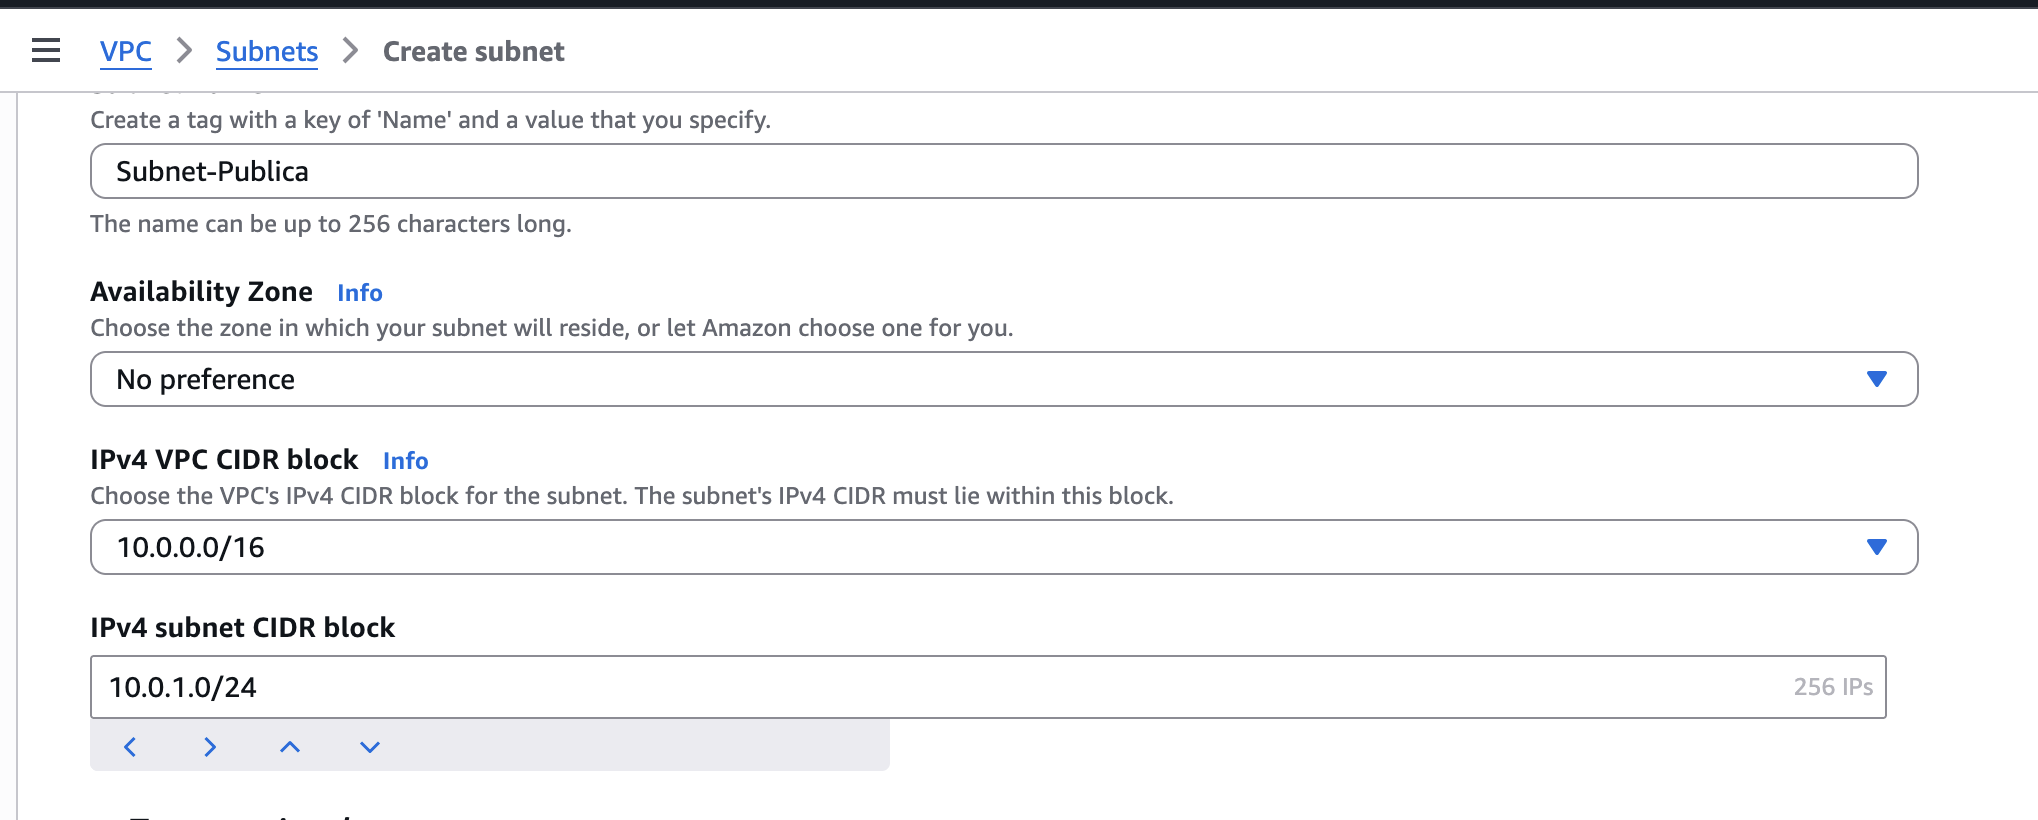 VPC > Subnets > Create subnet
Create a tag with a key of 'Name' and a value that you specify.
Subnet-Publica
The name can be up to 256 characters long.
Availability Zone Info
Choose the zone in which your subnet will reside, or let Amazon choose one for you.
No preference
IPv4 VPC CIDR block Info
Choose the VPC's IPv4 CIDR block for the subnet. The subnet's IPv4 CIDR must lie within this block.
10.0.0.0/16
IPv4 subnet CIDR block
10.0.1.0/24 256 IPs